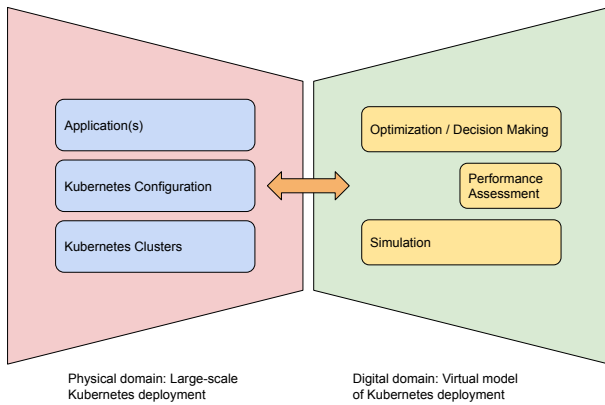 Application(s)
Kubernetes Configuration
Kubernetes Clusters
Optimization / Decision Making
Performance
Assessment
Simulation
Physical domain: Large-scale
Kubernetes deployment
Digital domain: Virtual model
of Kubernetes deployment